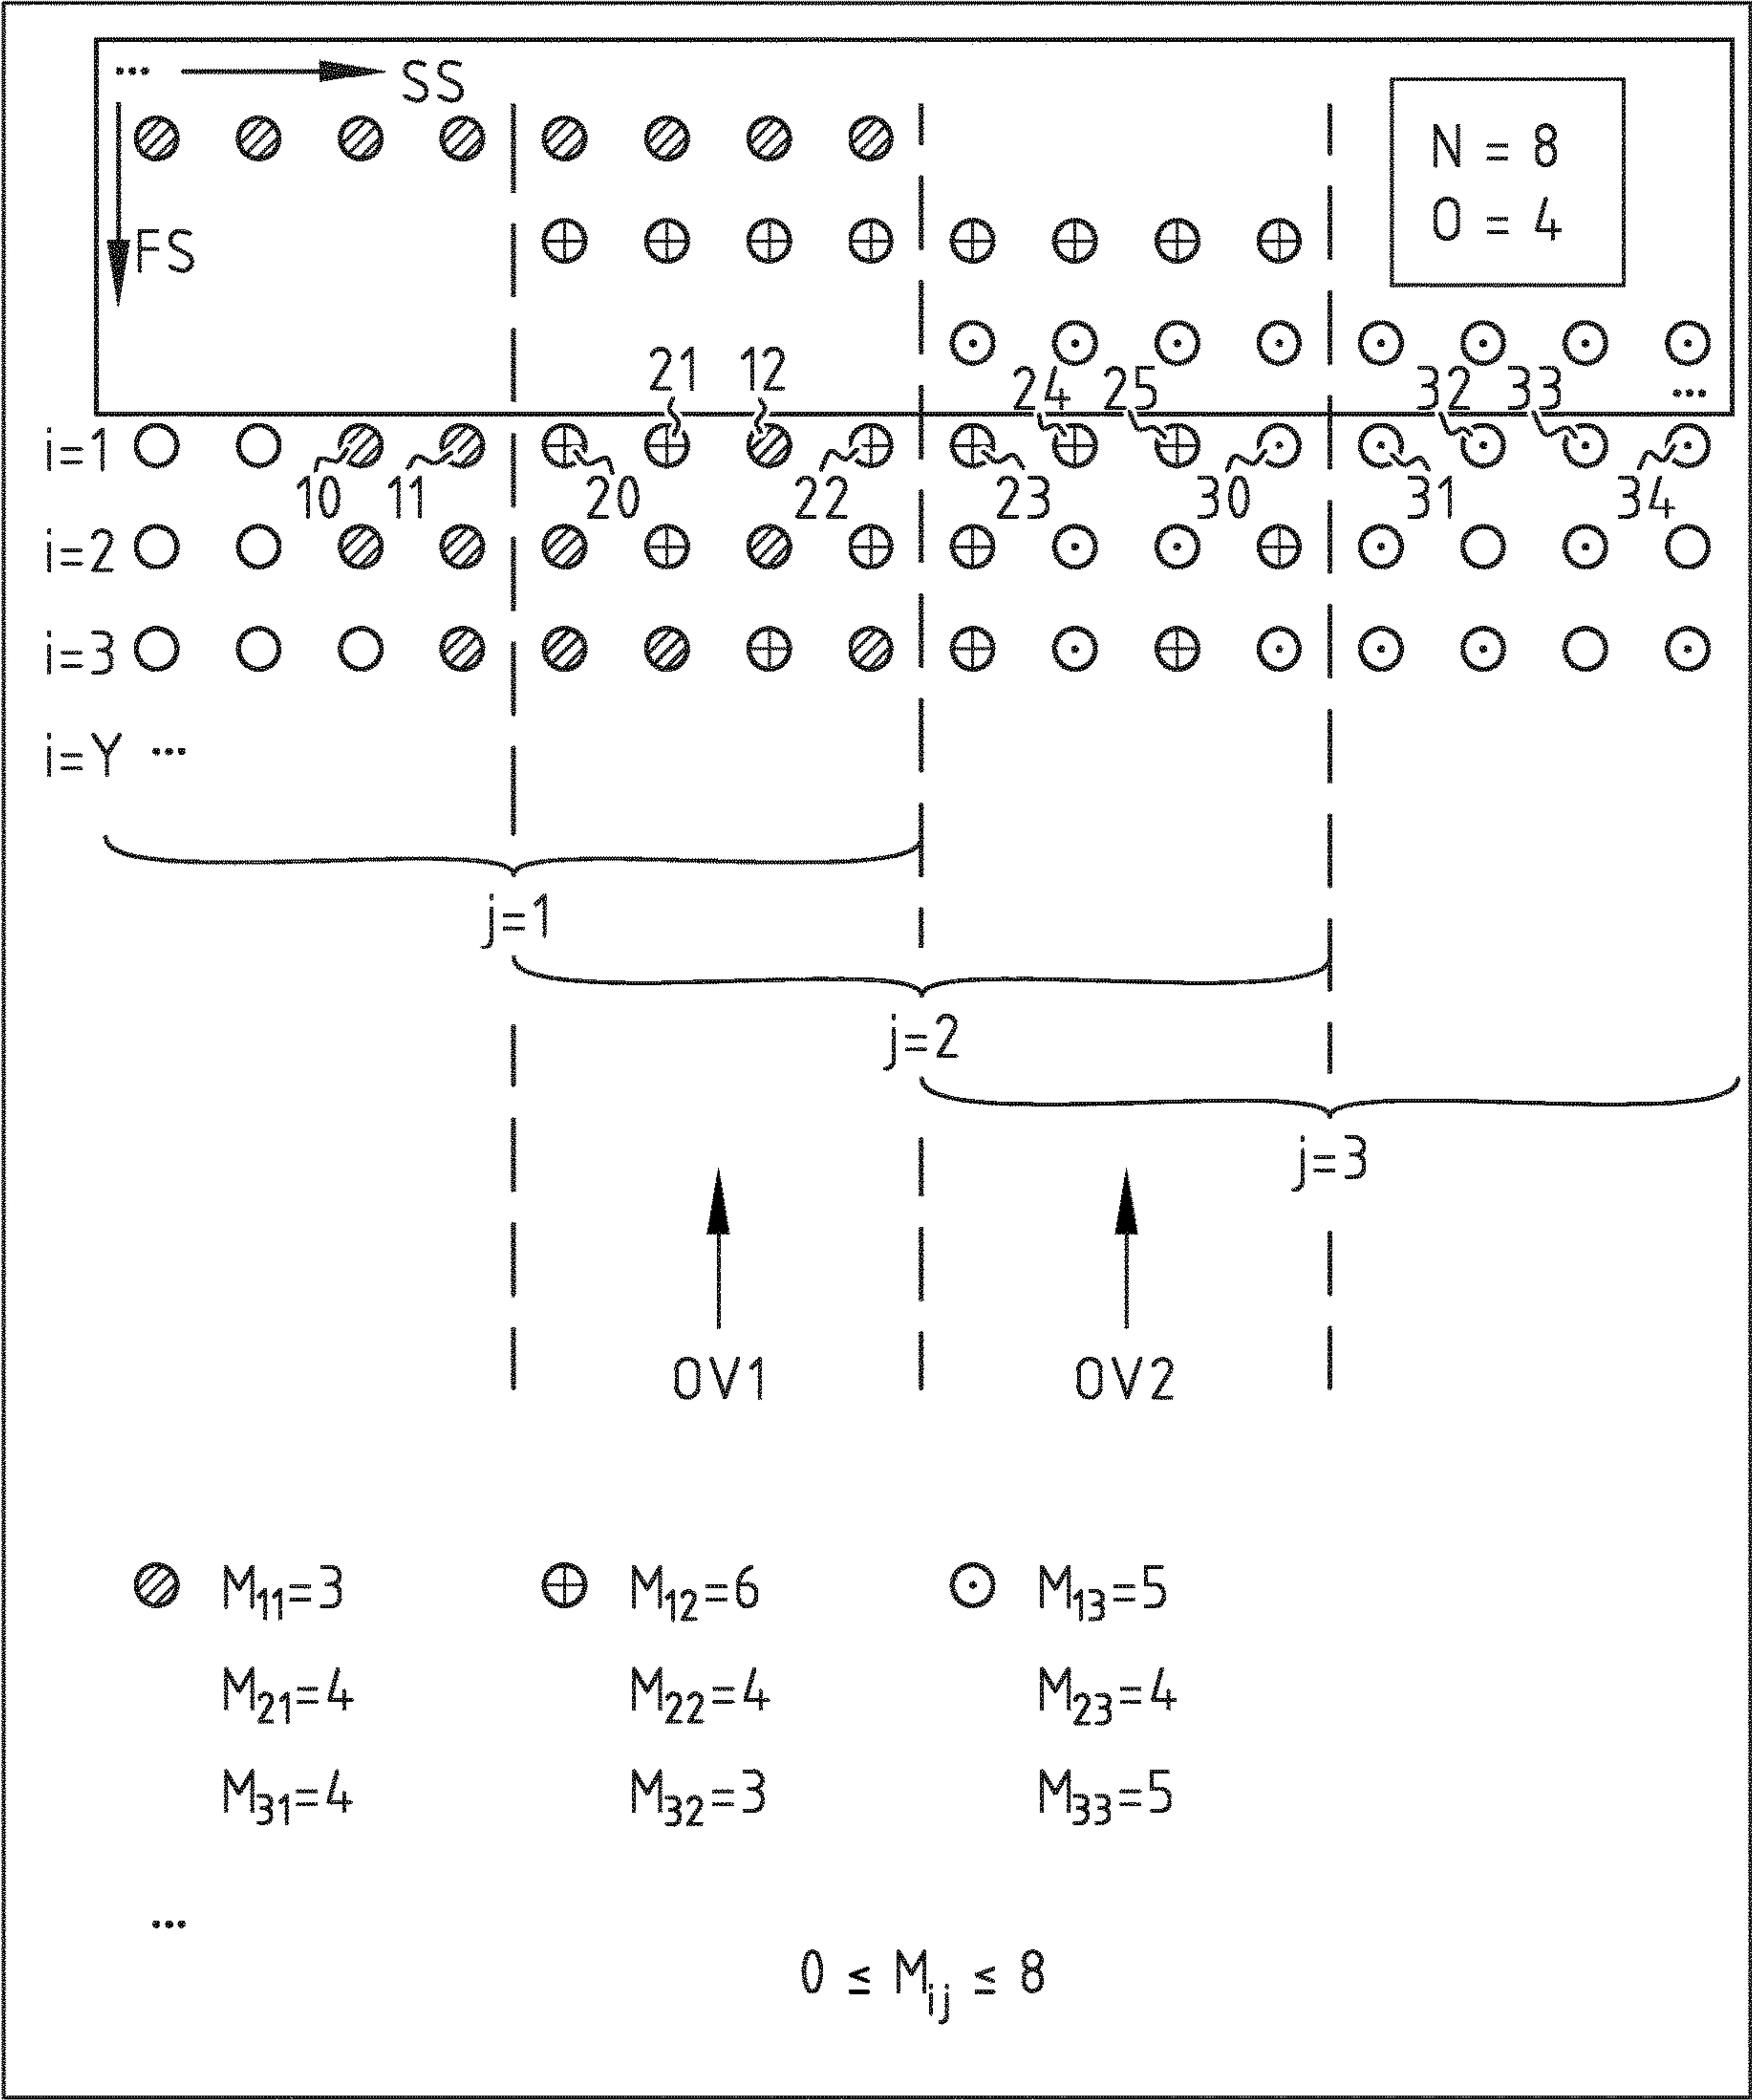 ... SS
N = 8
FS
O = 4
21 12 24 25 32 33 ...
i=1
10 11 20 22 23 30 31 34
i=2
i=3
i=Y ...
j=1
j=2
j=3
OV1 OV2
M11=3 M12=6 M13=5
M21=4 M22=4 M23=4
M31=4 M32=3 M33=5
...
0 ≤ Mij ≤ 8